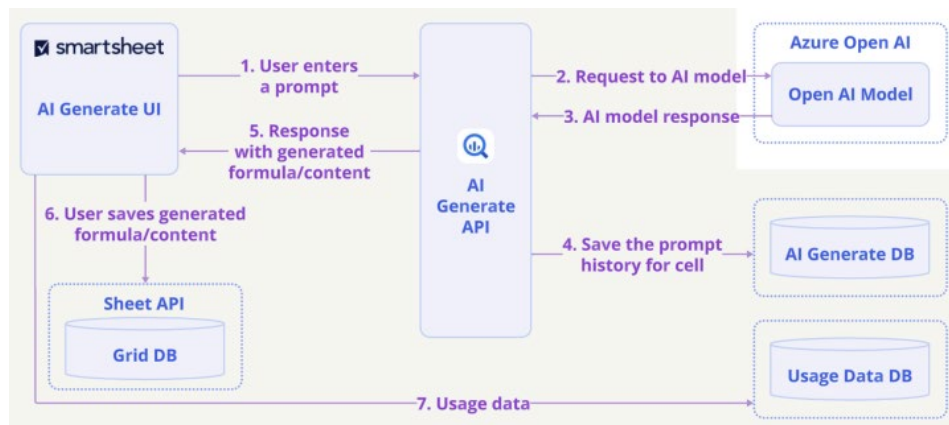 smartsheet
AI Generate UI
1. User enters
a prompt
2. Request to AI model
3. AI model response
Azure Open AI
Open AI Model
5. Response
with generated
formula/content
AI
Generate
API
6. User saves generated
formula/content
4. Save the prompt
history for cell
AI Generate DB
Sheet API
Grid DB
Usage Data DB
7. Usage data